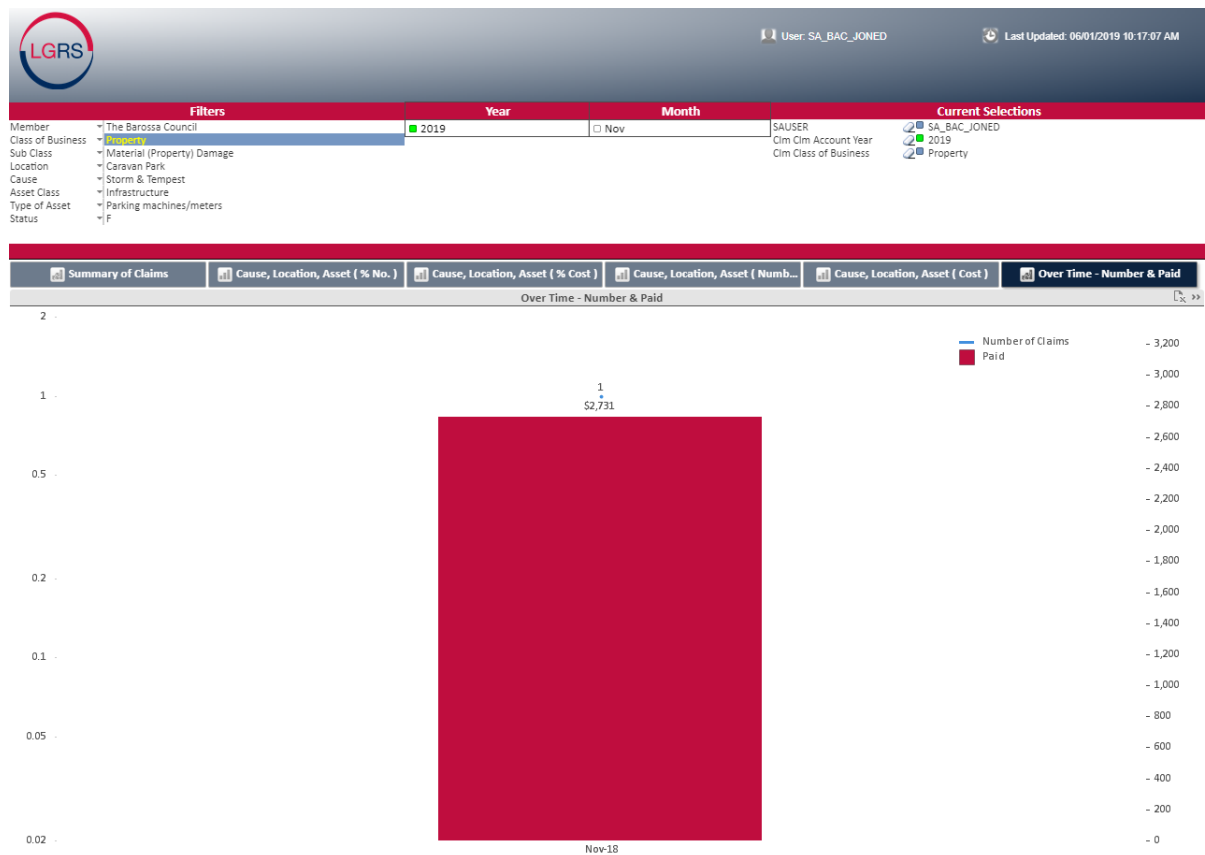 LGRS
User: SA_BAC_JONED
Last Updated: 06/01/2019 10:17:07 AM
Filters
Year
Month
Current Selections
Member The Barossa Council
Class of Business Property
Sub Class Material (Property) Damage
Location Caravan Park
Cause Storm & Tempest
Asset Class Infrastructure
Type of Asset Parking machines/meters
Status F
2019
Nov
SAUSER SA_BAC_JONED
Clm Clm Account Year 2019
Clm Class of Business Property
Summary of Claims
Cause, Location, Asset ( % No. )
Cause, Location, Asset ( % Cost )
Cause, Location, Asset ( Numb...
Cause, Location, Asset ( Cost )
Over Time - Number & Paid
Over Time - Number & Paid
2
1
0.5
0.2
0.1
0.05
0.02
Number of Claims
Paid
1
$2,731
Nov-18
3,200
3,000
2,800
2,600
2,400
2,200
2,000
1,800
1,600
1,400
1,200
1,000
800
600
400
200
0